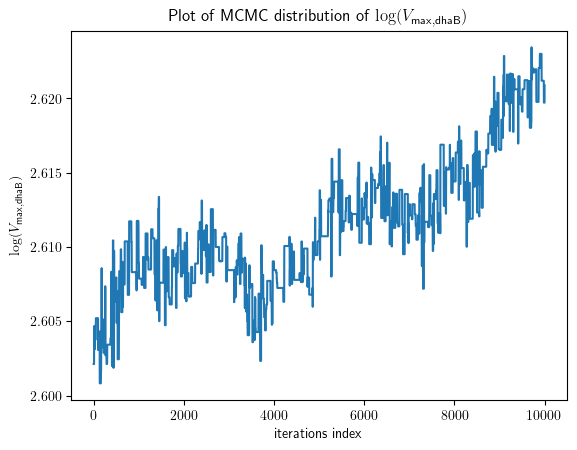 Plot of MCMC distribution of log(V_max,dhaB)
log(V_max,dhaB)
2.620
2.615
2.610
2.605
2.600
0 2000 4000 6000 8000 10000
iterations index